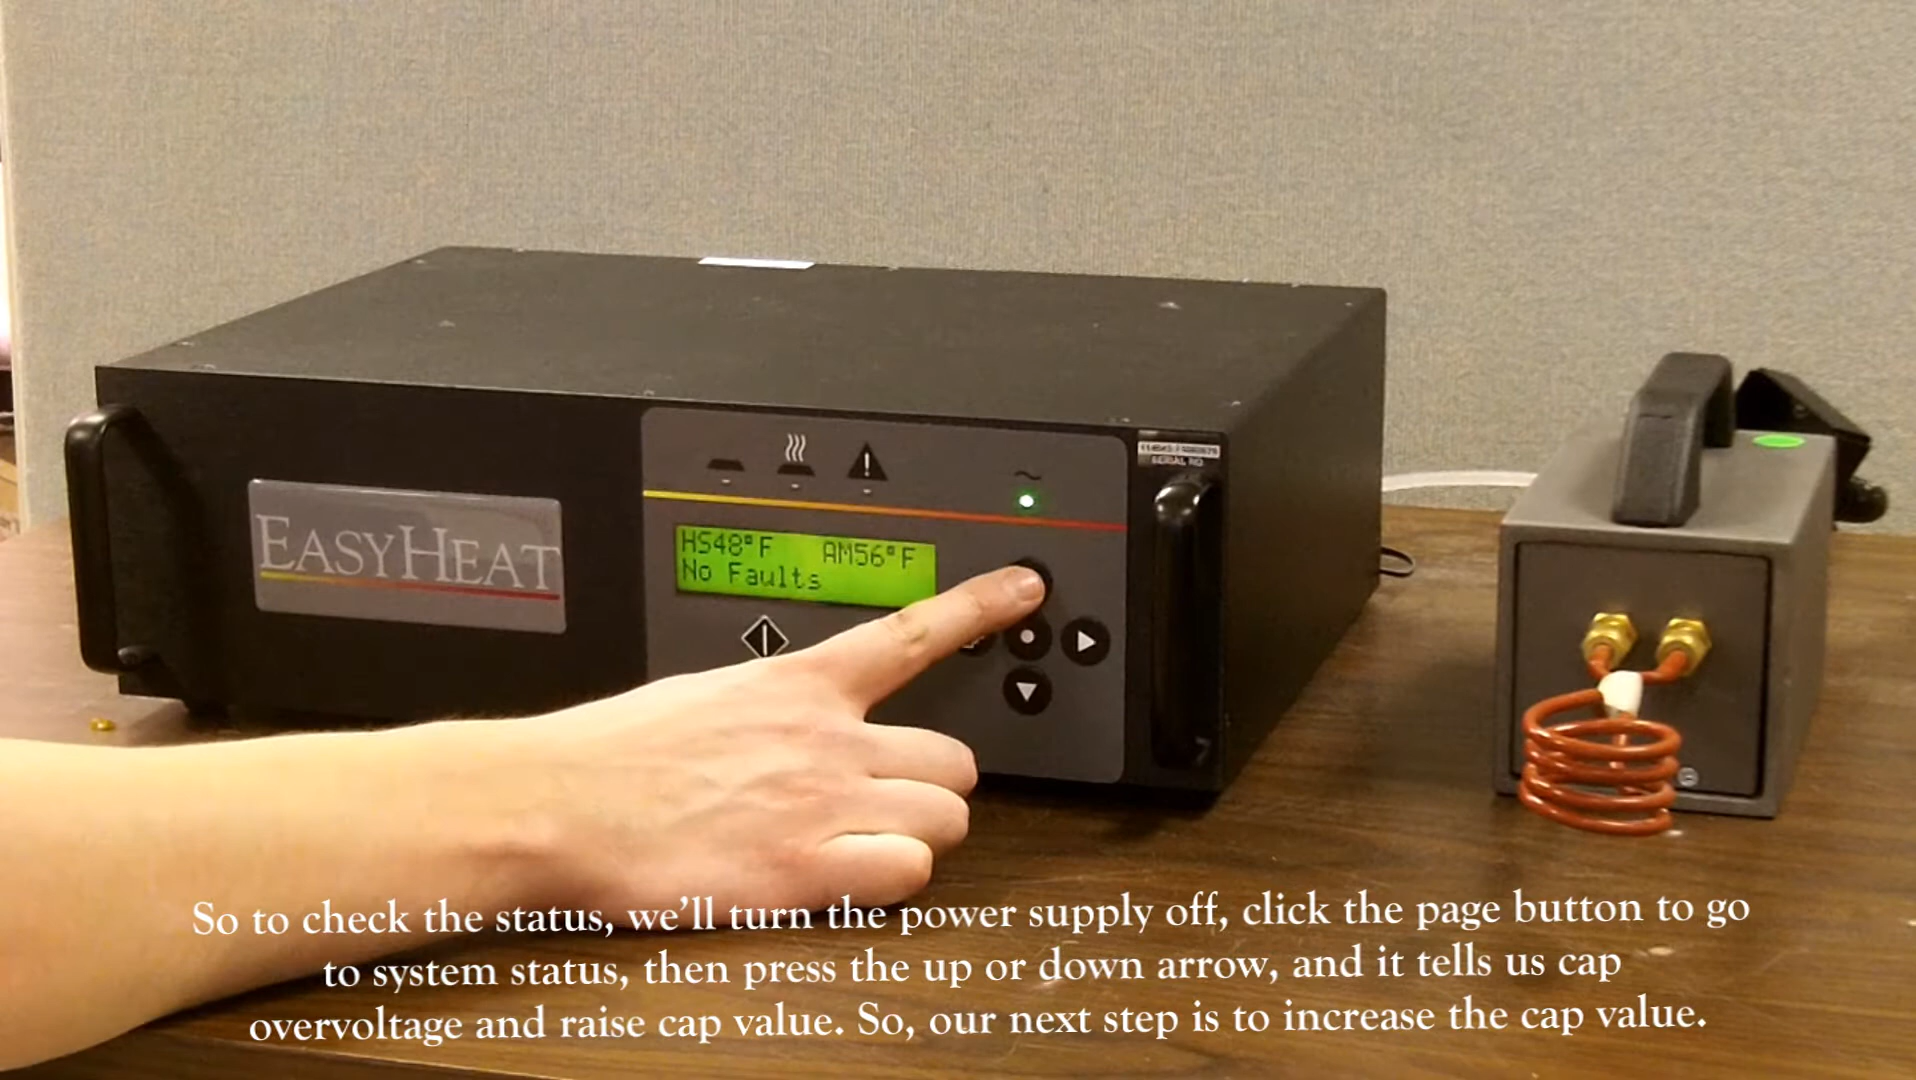 EASYHEAT
HS48°F AM56°F
No Faults
SERIAL NO
So to check the status, we'll turn the power supply off, click the page button to go
to system status, then press the up or down arrow, and it tells us cap
overvoltage and raise cap value. So, our next step is to increase the cap value.